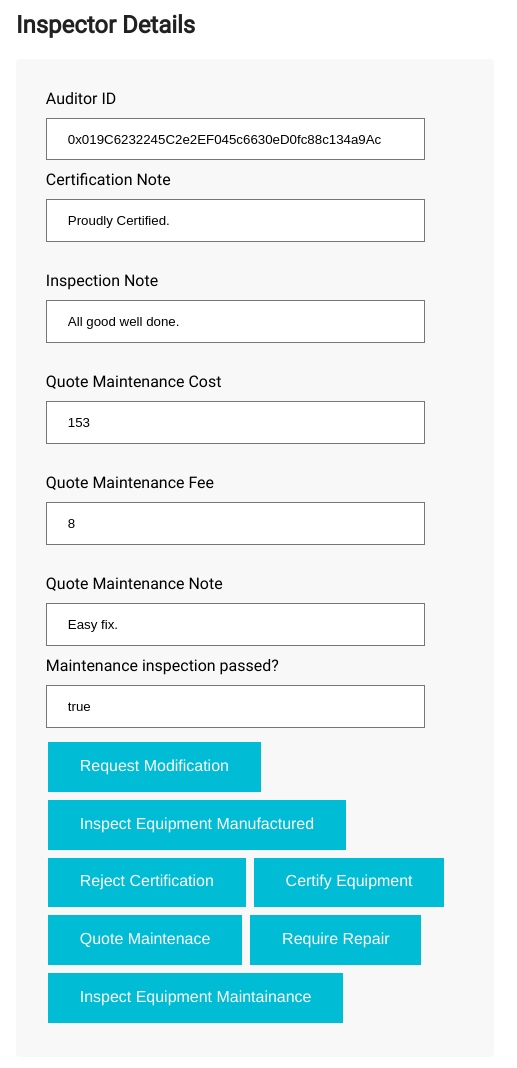 Inspector Details
Auditor ID
0x019C6232245C2e2EF045c6630eD0fc88c134a9Ac
Certification Note
Proudly Certified.
Inspection Note
All good well done.
Quote Maintenance Cost
153
Quote Maintenance Fee
8
Quote Maintenance Note
Easy fix.
Maintenance inspection passed?
true
Request Modification
Inspect Equipment Manufactured
Reject Certification Certify Equipment
Quote Maintenace Require Repair
Inspect Equipment Maintainance